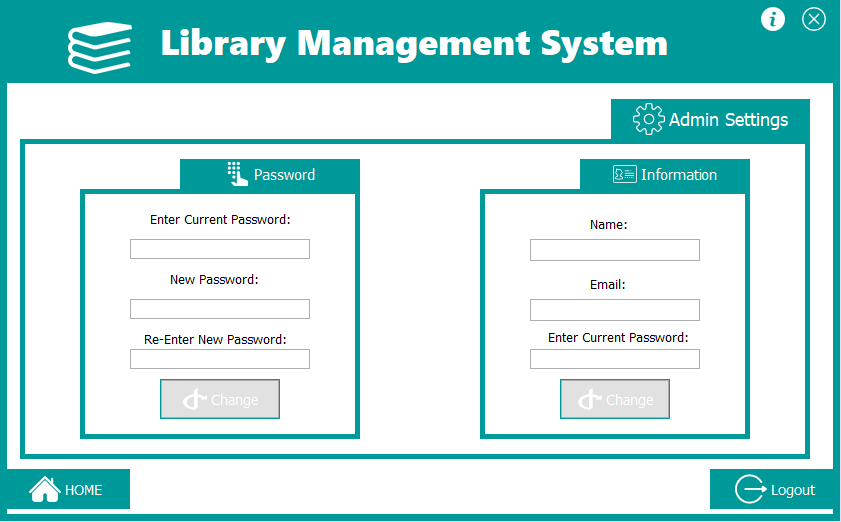 Library Management System
Admin Settings
Password
Enter Current Password:
New Password:
Re-Enter New Password:
Change
Information
Name:
Email:
Enter Current Password:
Change
HOME
Logout